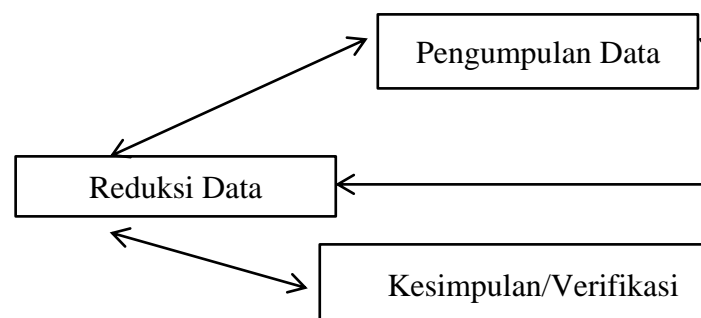 Pengumpulan Data
Reduksi Data
Kesimpulan/Verifikasi